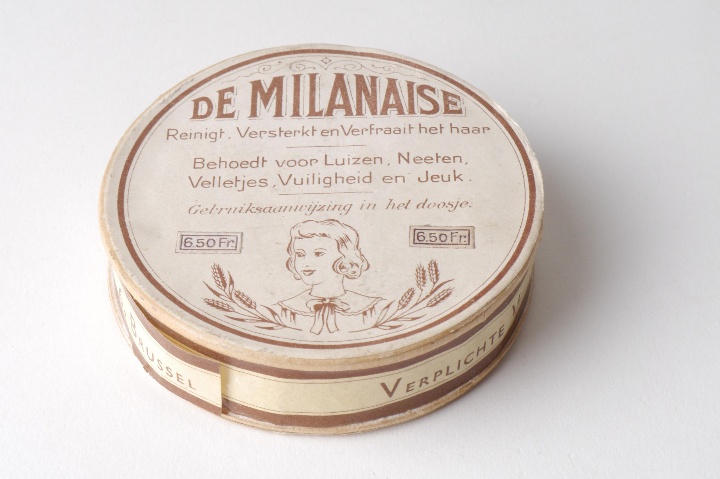 DE MILANAISE
Reinigt, Versterkt en Verfraait het haar
Behoedt voor Luizen, Neeten,
Velletjes, Vuiligheid en Jeuk.
Gebruiksaanwijzing in het doosje.
6.50 Fr.
6.50 Fr.
BRUSSEL
VERPLICHTE